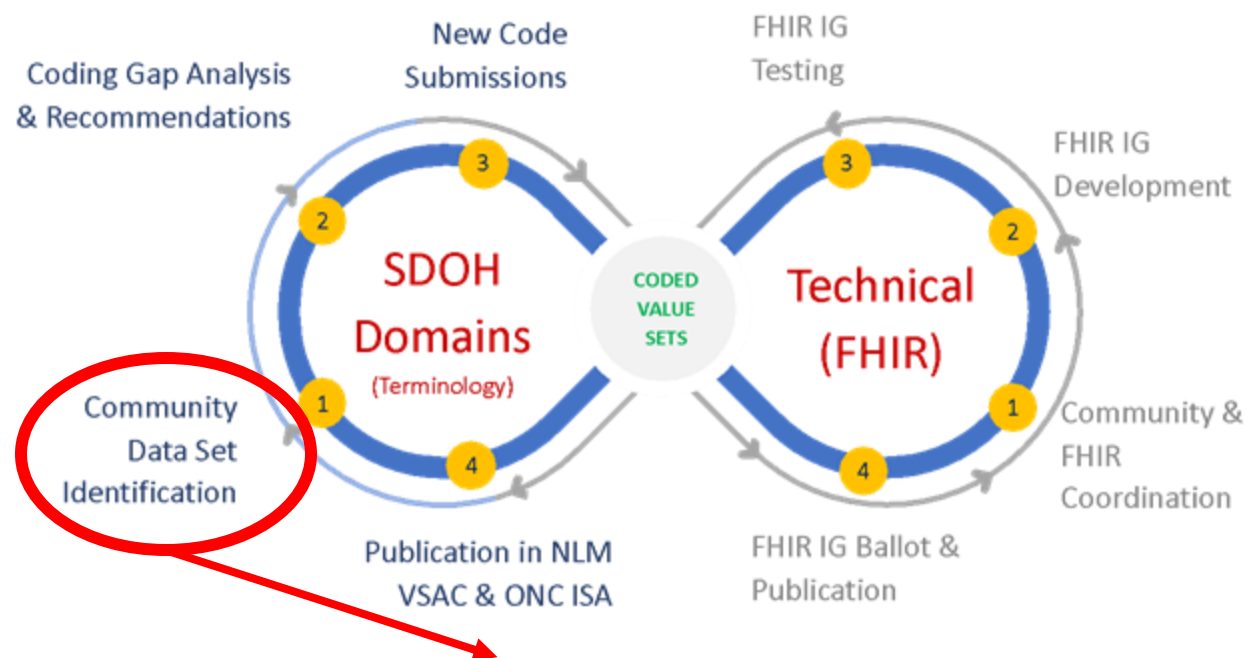 New Code
Submissions
Coding Gap Analysis
& Recommendations
3
2
SDOH
Domains
(Terminology)
1
Community
Data Set
Identification
4
Publication in NLM
VSAC & ONC ISA
CODED
VALUE
SETS
FHIR IG
Testing
3
FHIR IG
Development
2
Technical
(FHIR)
1
Community &
FHIR
Coordination
4
FHIR IG Ballot &
Publication